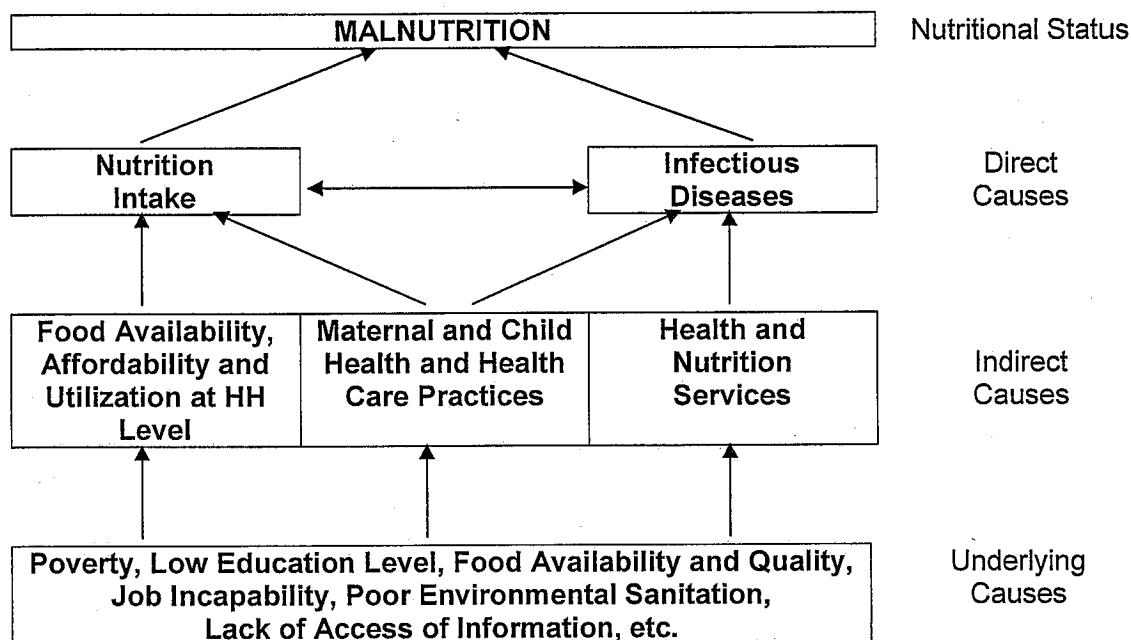 MALNUTRITION
Nutritional Status
Nutrition
Intake
Infectious
Diseases
Direct
Causes
Food Availability,
Affordability and
Utilization at HH
Level
Maternal and Child
Health and Health
Care Practices
Health and
Nutrition
Services
Indirect
Causes
Poverty, Low Education Level, Food Availability and Quality,
Job Incapability, Poor Environmental Sanitation,
Lack of Access of Information, etc.
Underlying
Causes